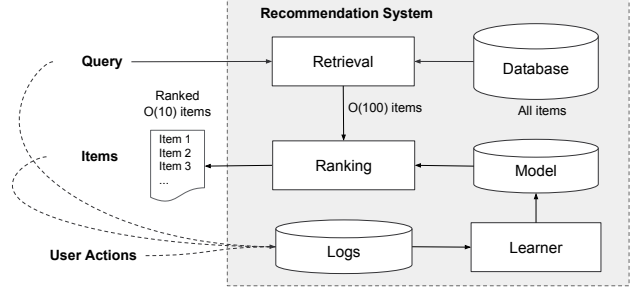 Recommendation System
Query
Retrieval
Database
Ranked
O(10) items
O(100) items
All items
Item 1
Item 2
Item 3
...
Items
Ranking
Model
User Actions
Logs
Learner